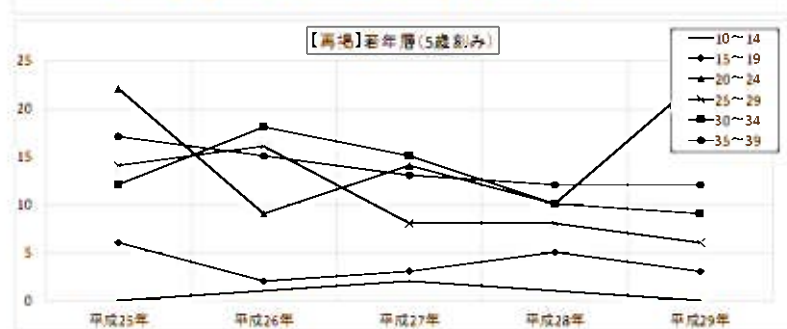 【再掲】若年層(5歳刻み)
25
20
15
10
5
0
10～14
15～19
20～24
25～29
30～34
35～39
平成25年
平成26年
平成27年
平成28年
平成29年